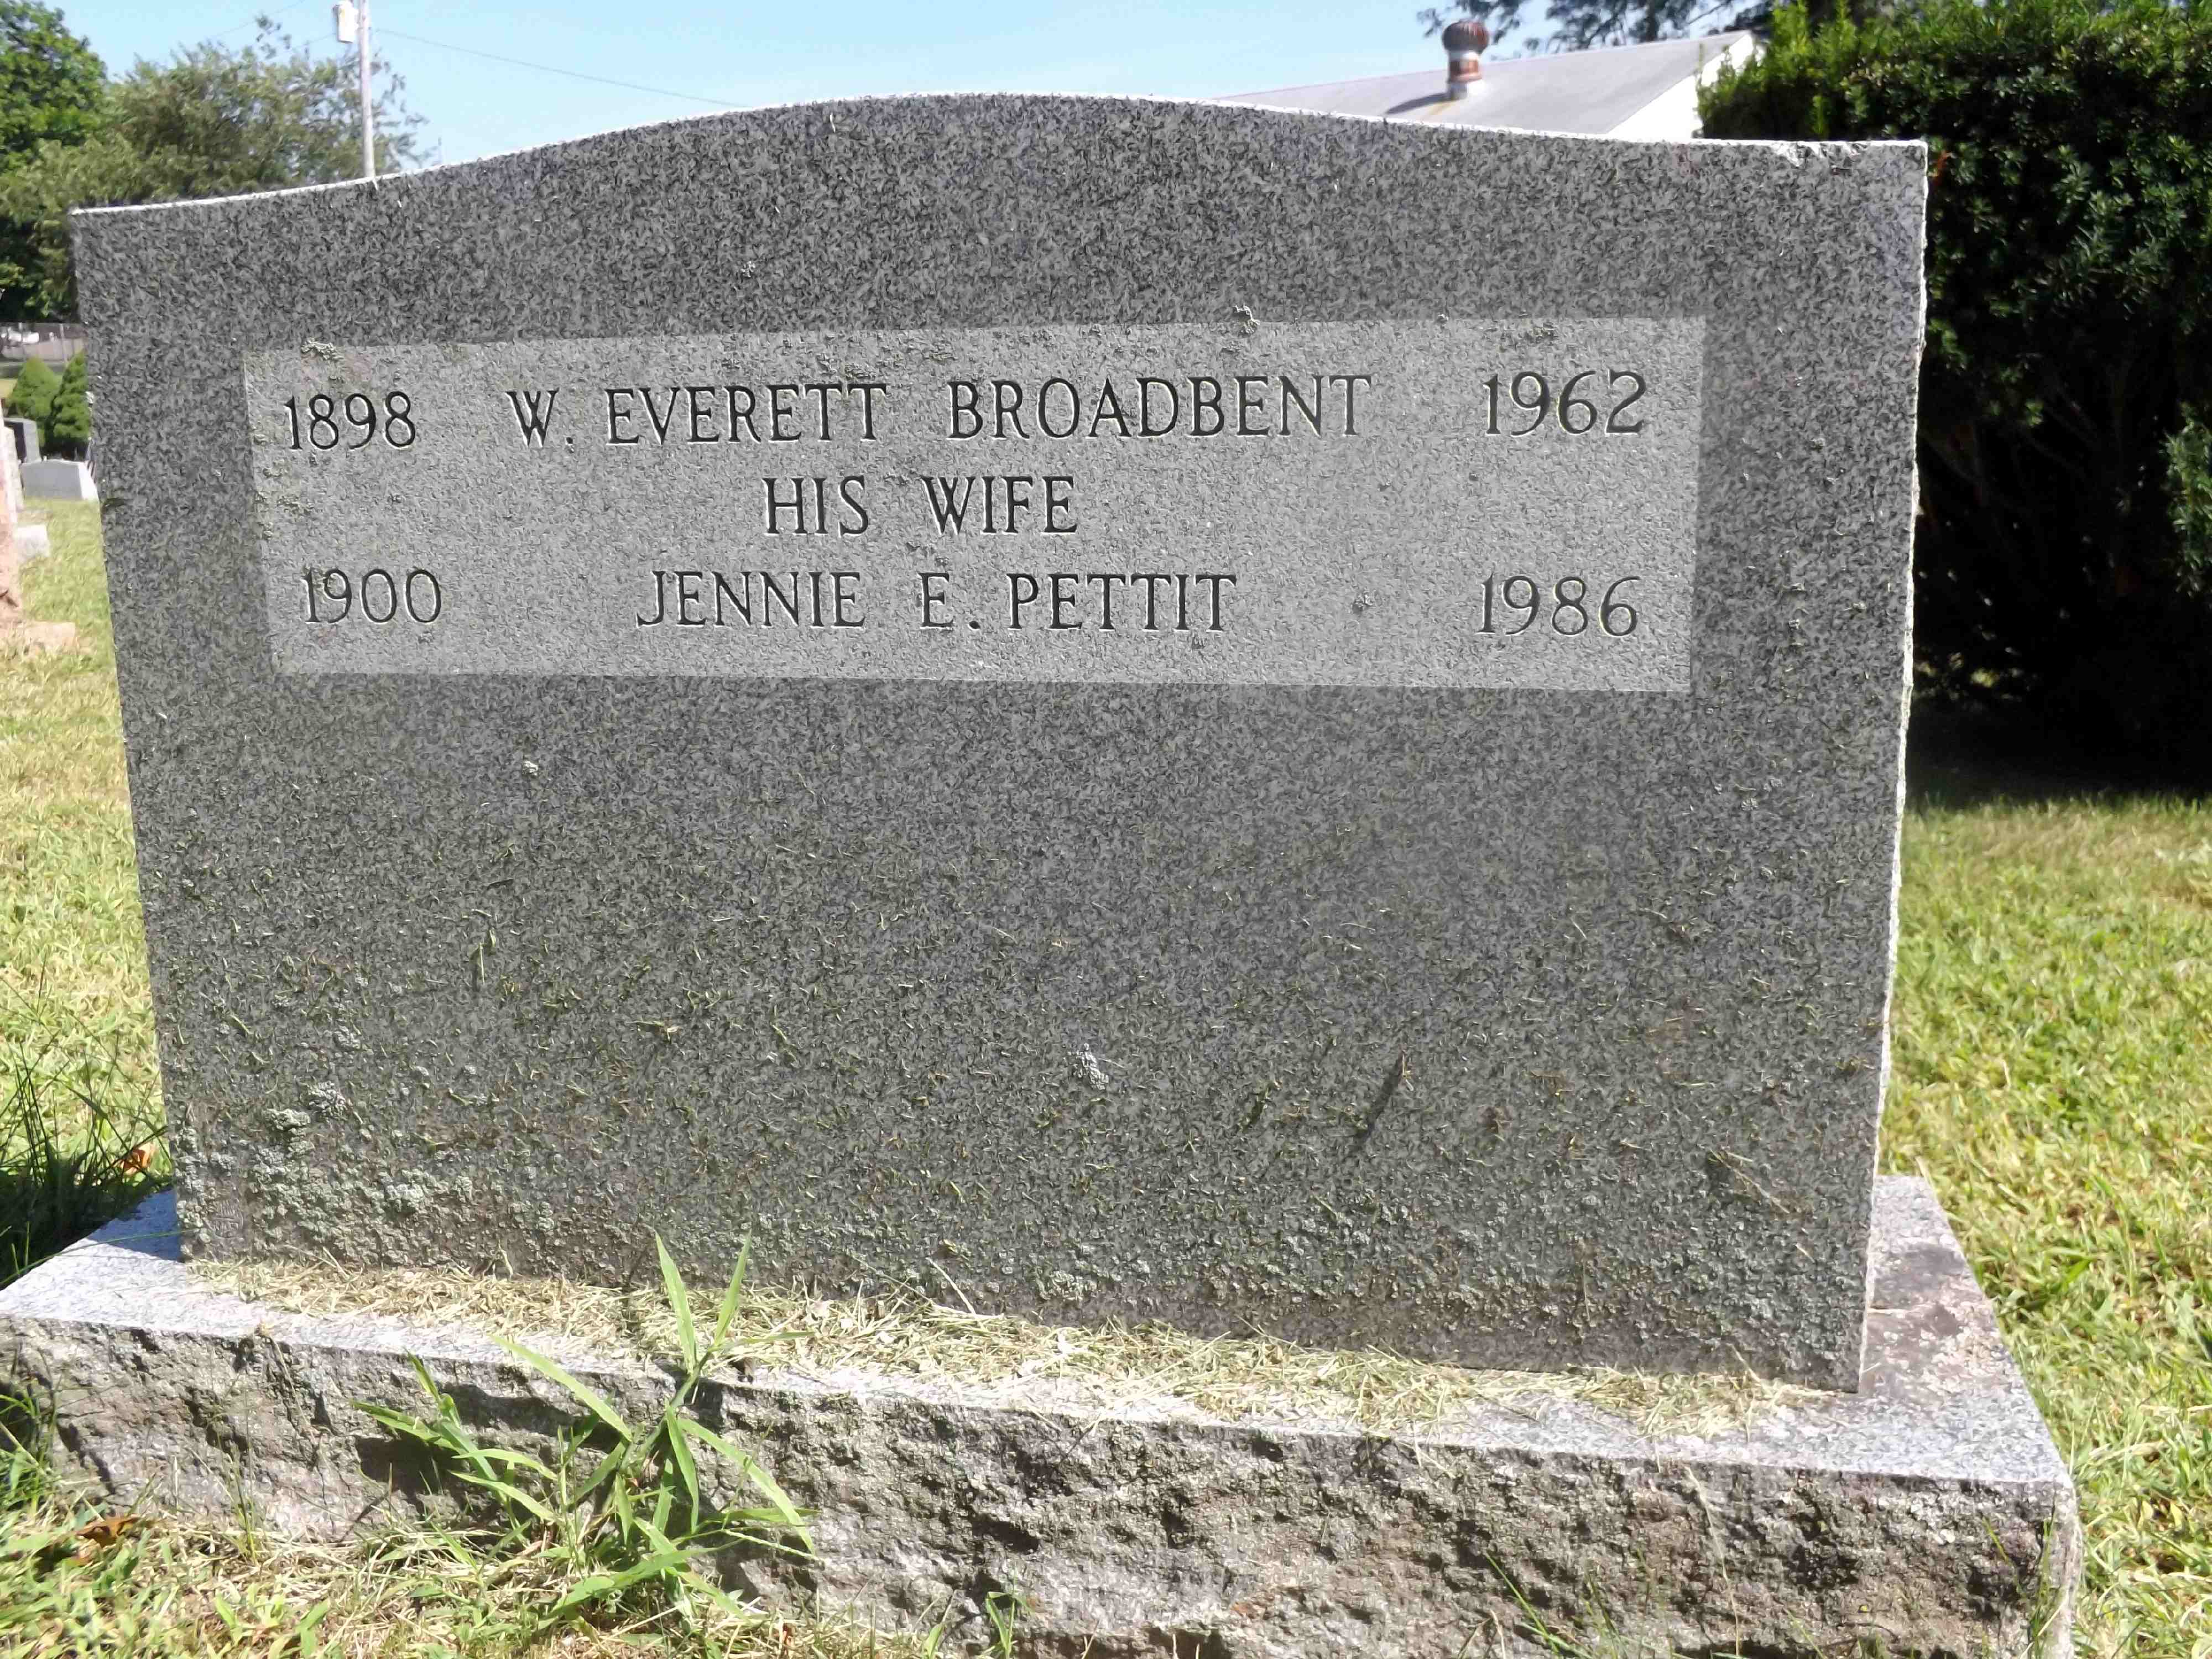 1898 W. EVERETT BROADBENT 1962
HIS WIFE
1900 JENNIE E. PETTIT 1986